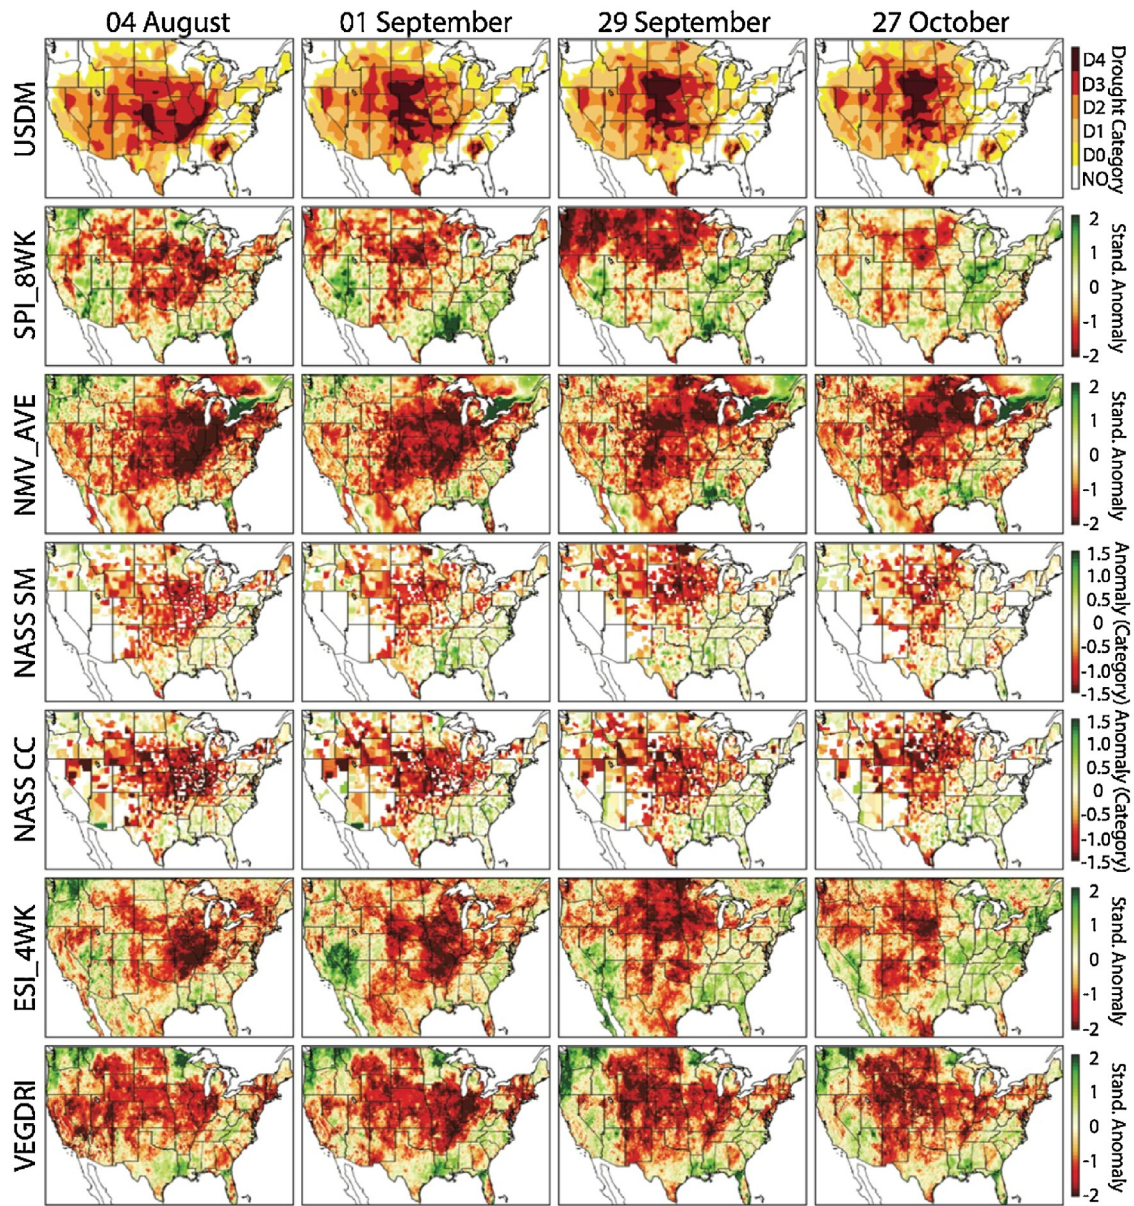 04 August 01 September 29 September 27 October
USDM
D4
D3
D2
D1
D0
NO
Drought Category
SPI_8WK
2
1
0
-1
-2
Stand. Anomaly
NMV_AVE
2
1
0
-1
-2
Stand. Anomaly
NASS SM
1.5
1.0
0.5
0
-0.5
-1.0
-1.5
Anomaly (Category)
NASS CC
1.5
1.0
0.5
0
-0.5
-1.0
-1.5
Anomaly (Category)
ESI_4WK
2
1
0
-1
-2
Stand. Anomaly
VEGDRI
2
1
0
-1
-2
Stand. Anomaly